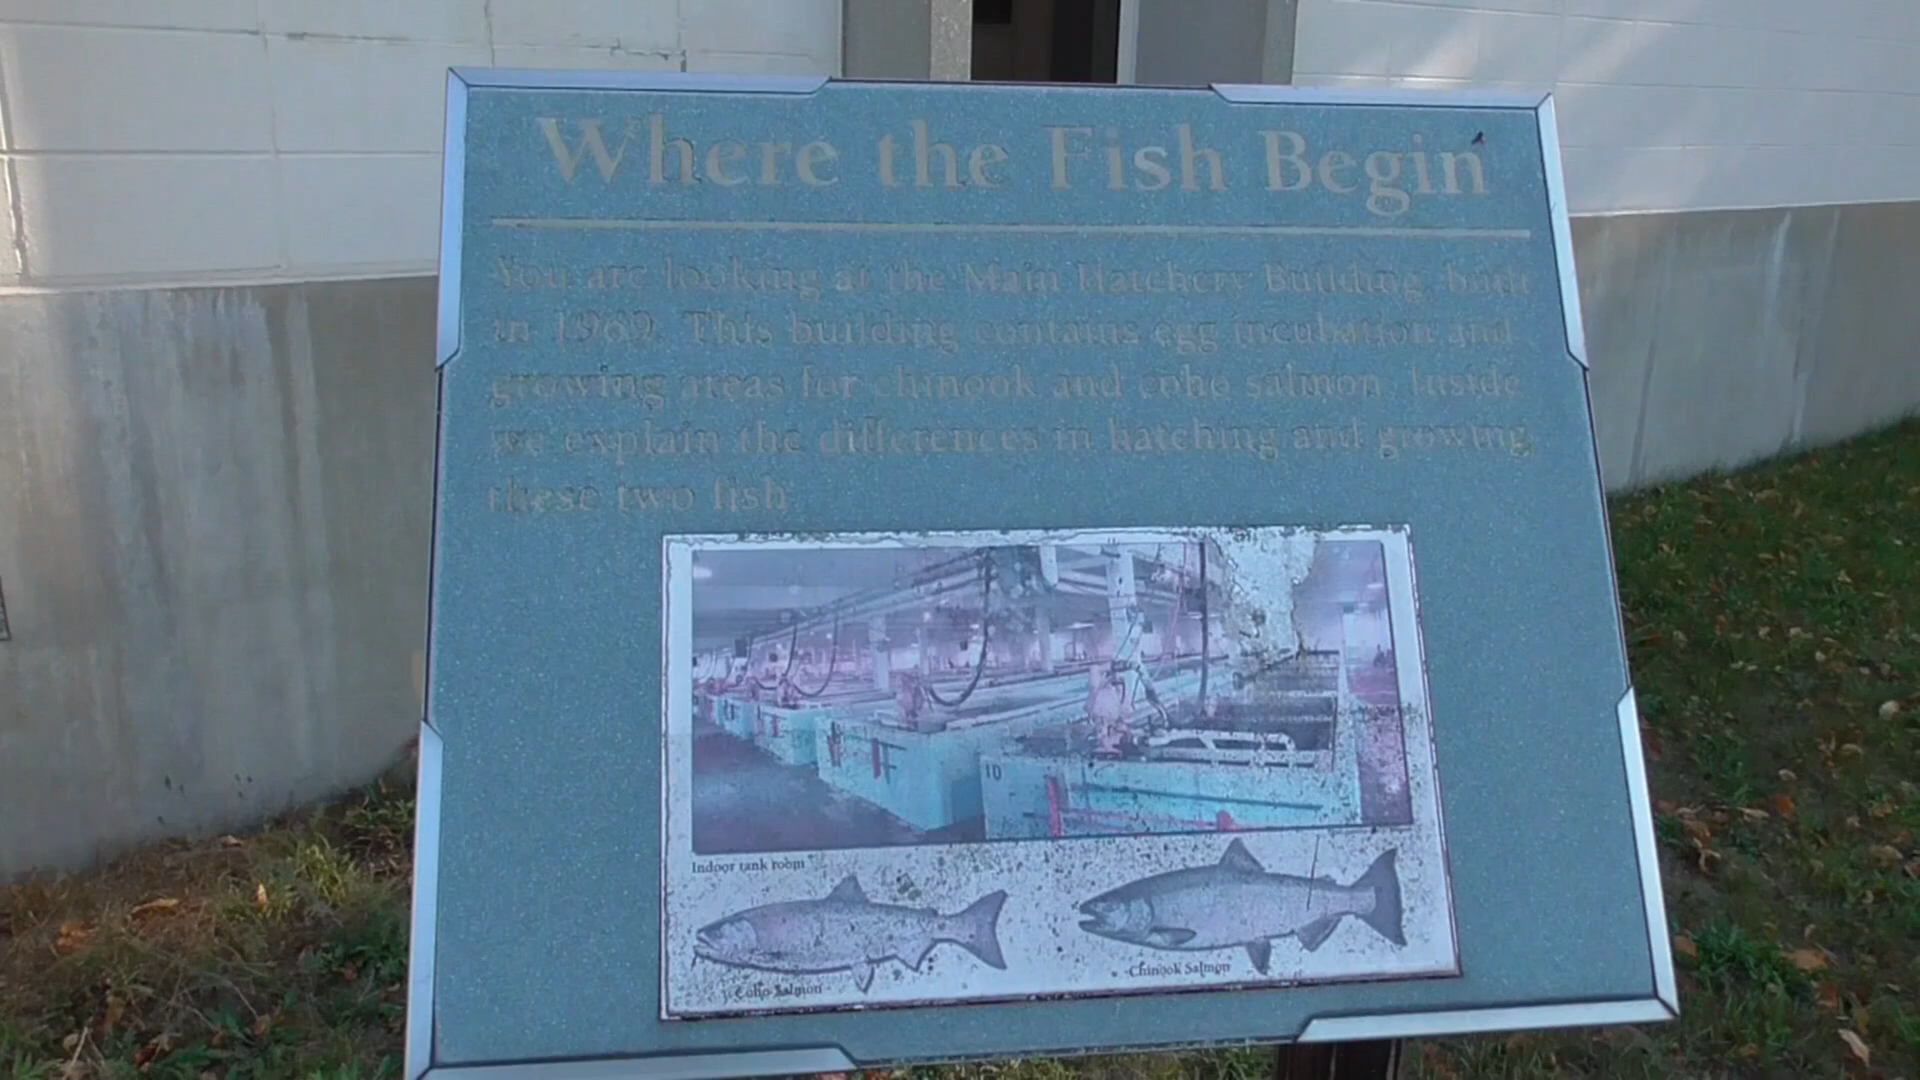 Where the Fish Begin
You are looking at the Main Hatchery Building, built
in 1969. This building contains egg incubation and
growing areas for chinook and coho salmon. Inside
we explain the differences in hatching and growing
these two fish.
10
Indoor tank room
Coho Salmon
Chinook Salmon